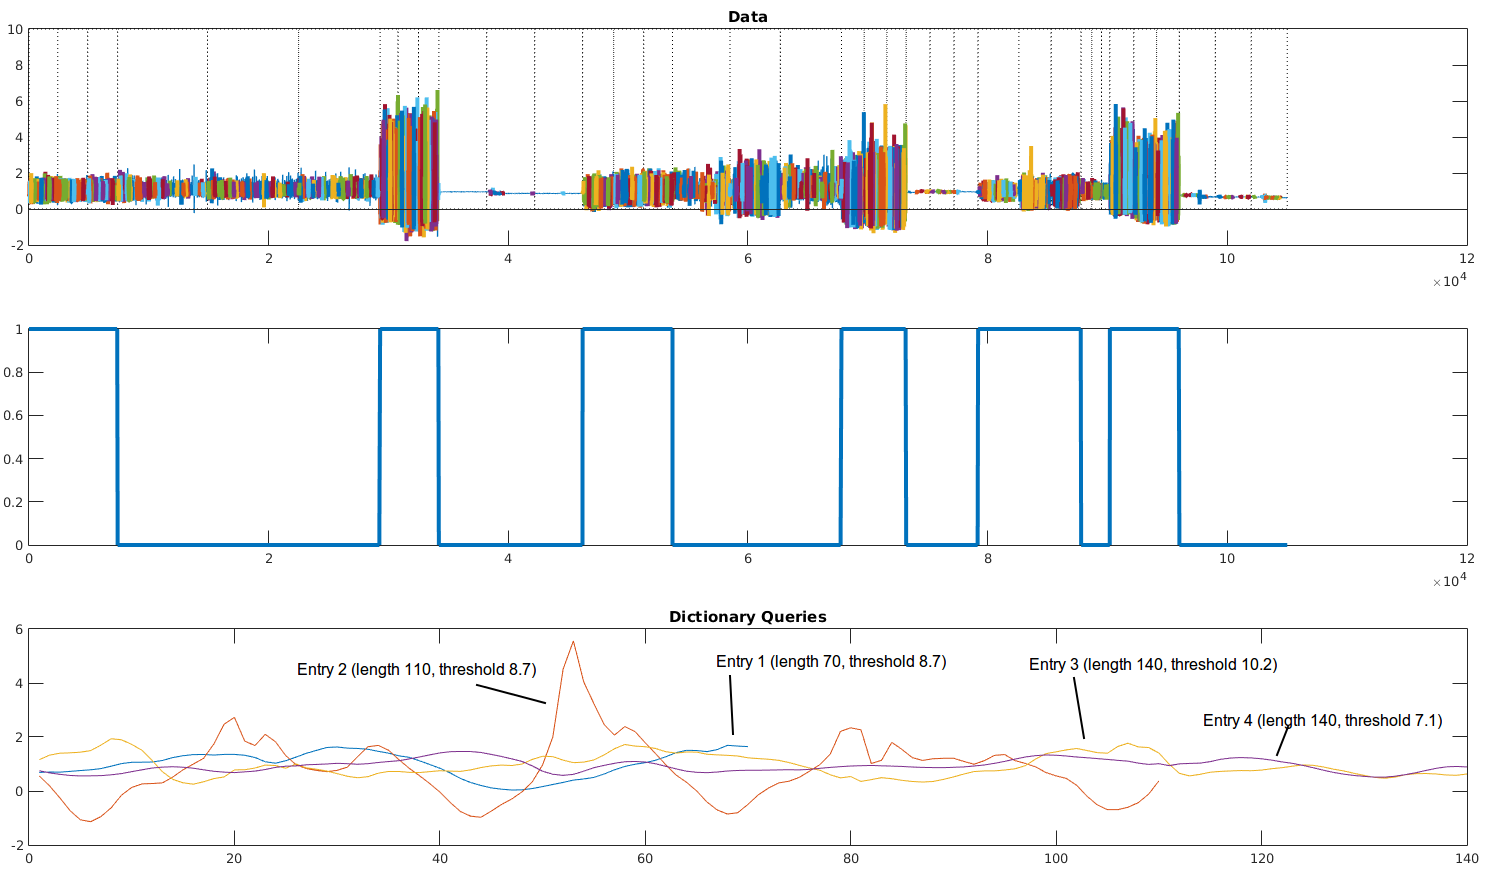 Data
10
8
6
4
2
0
-2
0 2 4 6 8 10 12
×10^4
1
0.8
0.6
0.4
0.2
0
0 2 4 6 8 10 12
×10^4
Dictionary Queries
6
4
2
0
-2
Entry 2 (length 110, threshold 8.7)
Entry 1 (length 70, threshold 8.7)
Entry 3 (length 140, threshold 10.2)
Entry 4 (length 140, threshold 7.1)
0 20 40 60 80 100 120 140